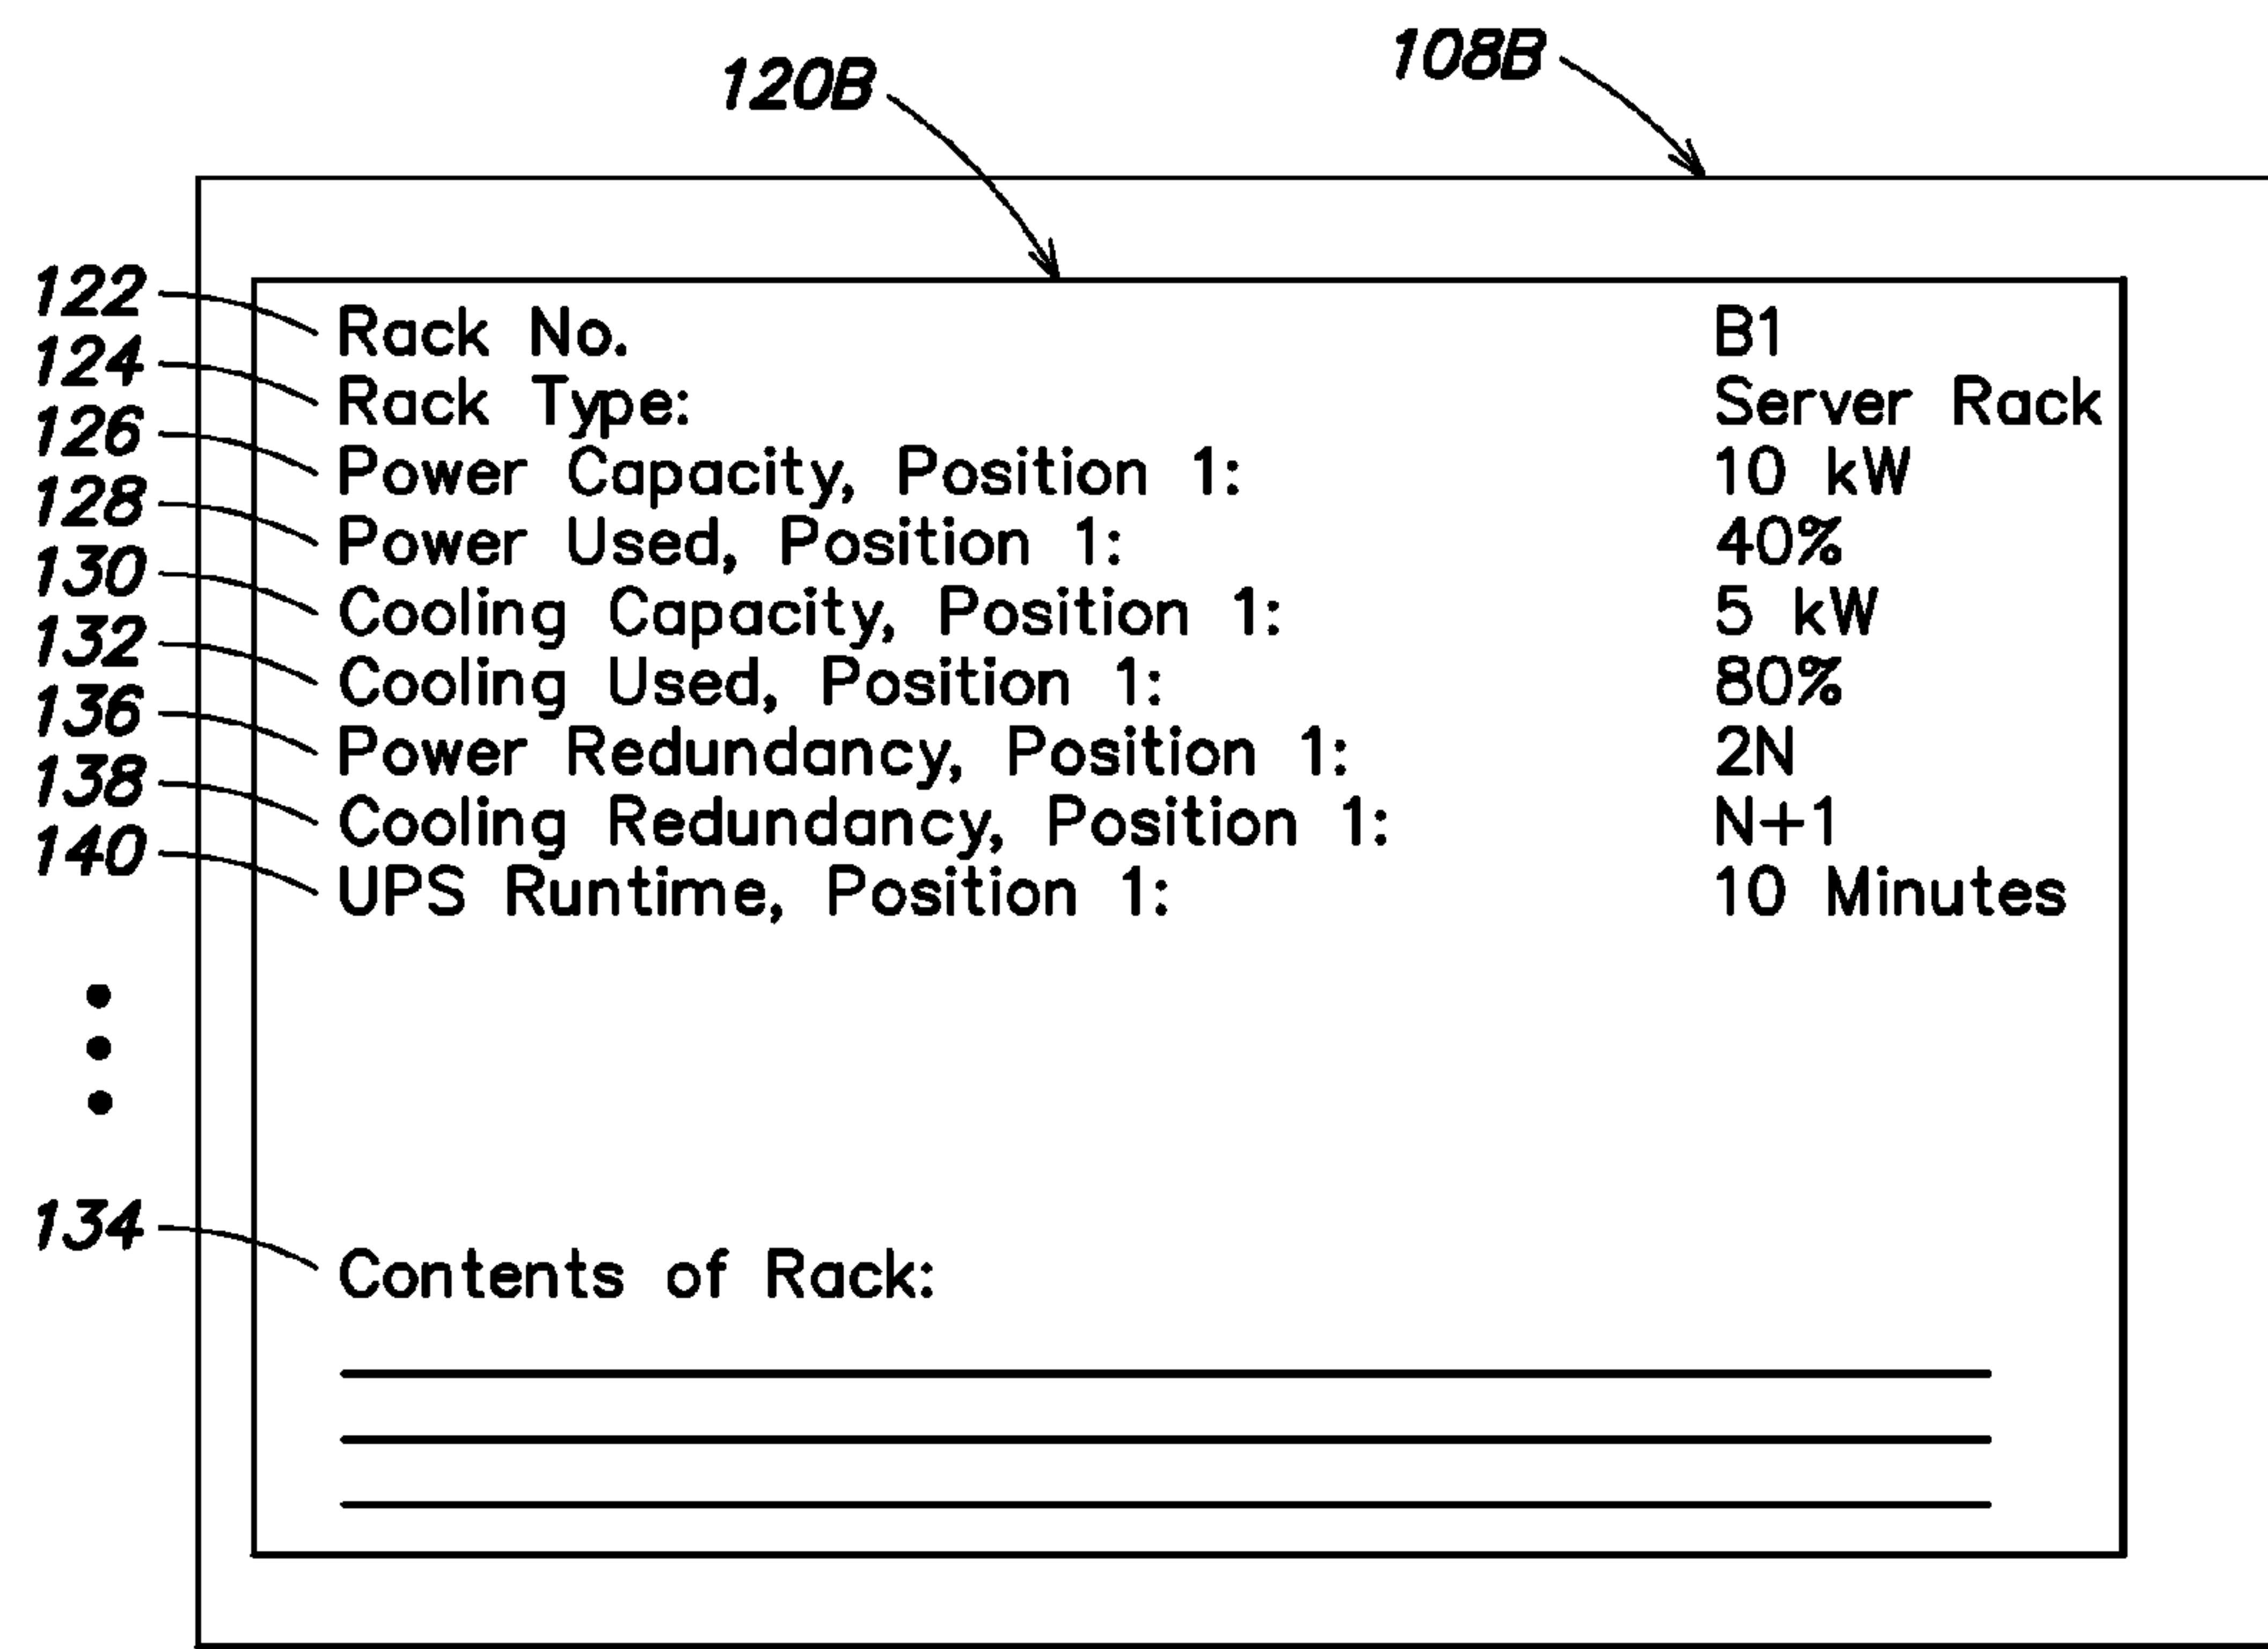 120B 108B
122 Rack No. B1
124 Rack Type: Server Rack
126 Power Capacity, Position 1: 10 kW
128 Power Used, Position 1: 40%
130 Cooling Capacity, Position 1: 5 kW
132 Cooling Used, Position 1: 80%
136 Power Redundancy, Position 1: 2N
138 Cooling Redundancy, Position 1: N+1
140 UPS Runtime, Position 1: 10 Minutes
134 Contents of Rack: